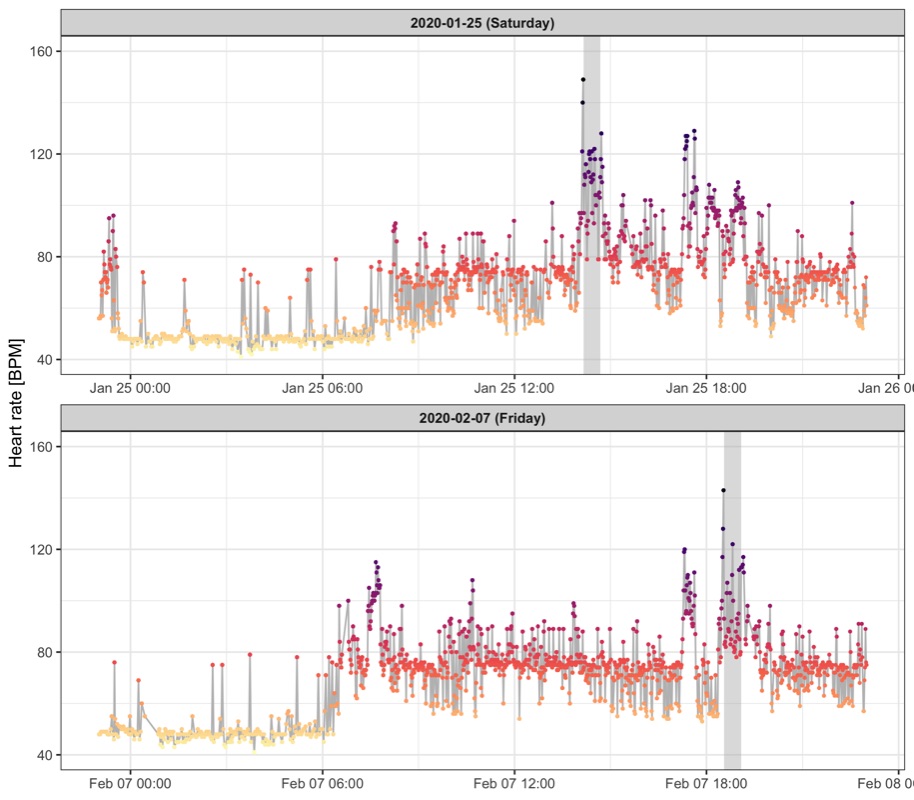 2020-01-25 (Saturday)
160
120
80
40
Jan 25 00:00
Jan 25 06:00
Jan 25 12:00
Jan 25 18:00
Jan 26 0
Heart rate [BPM]
2020-02-07 (Friday)
160
120
80
40
Feb 07 00:00
Feb 07 06:00
Feb 07 12:00
Feb 07 18:00
Feb 08 0